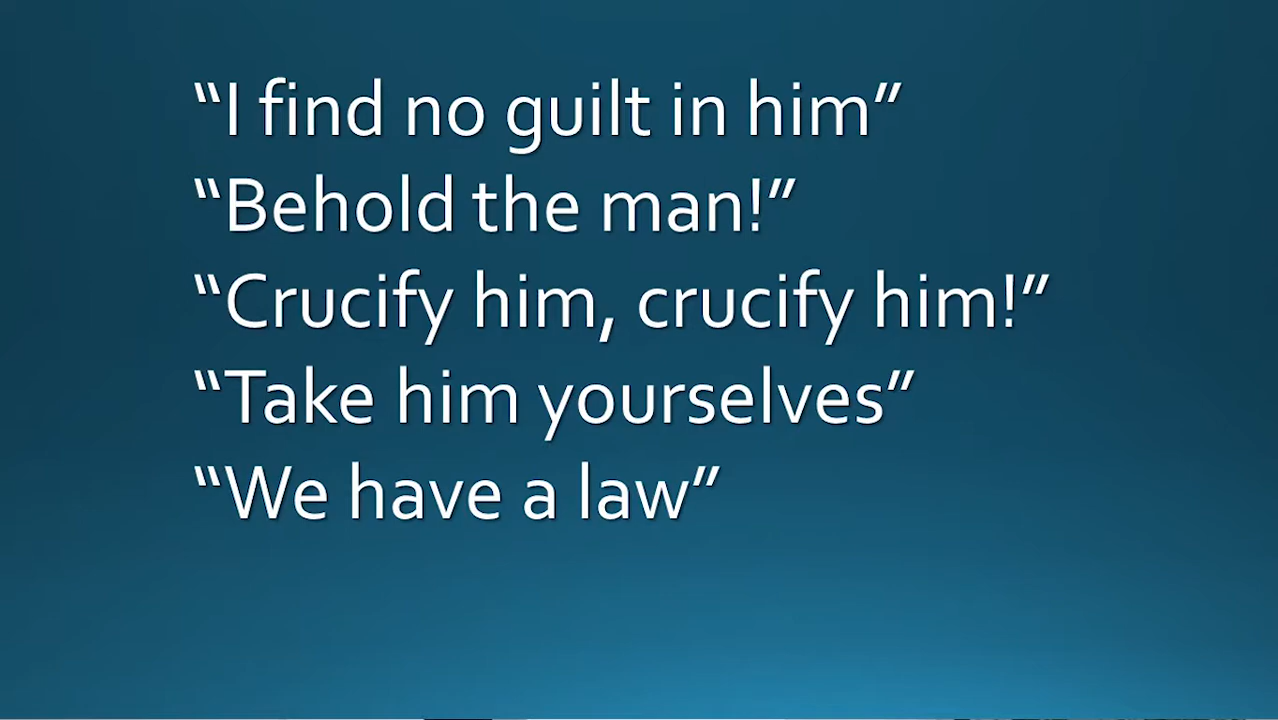 “I find no guilt in him”
“Behold the man!”
“Crucify him, crucify him!”
“Take him yourselves”
“We have a law”